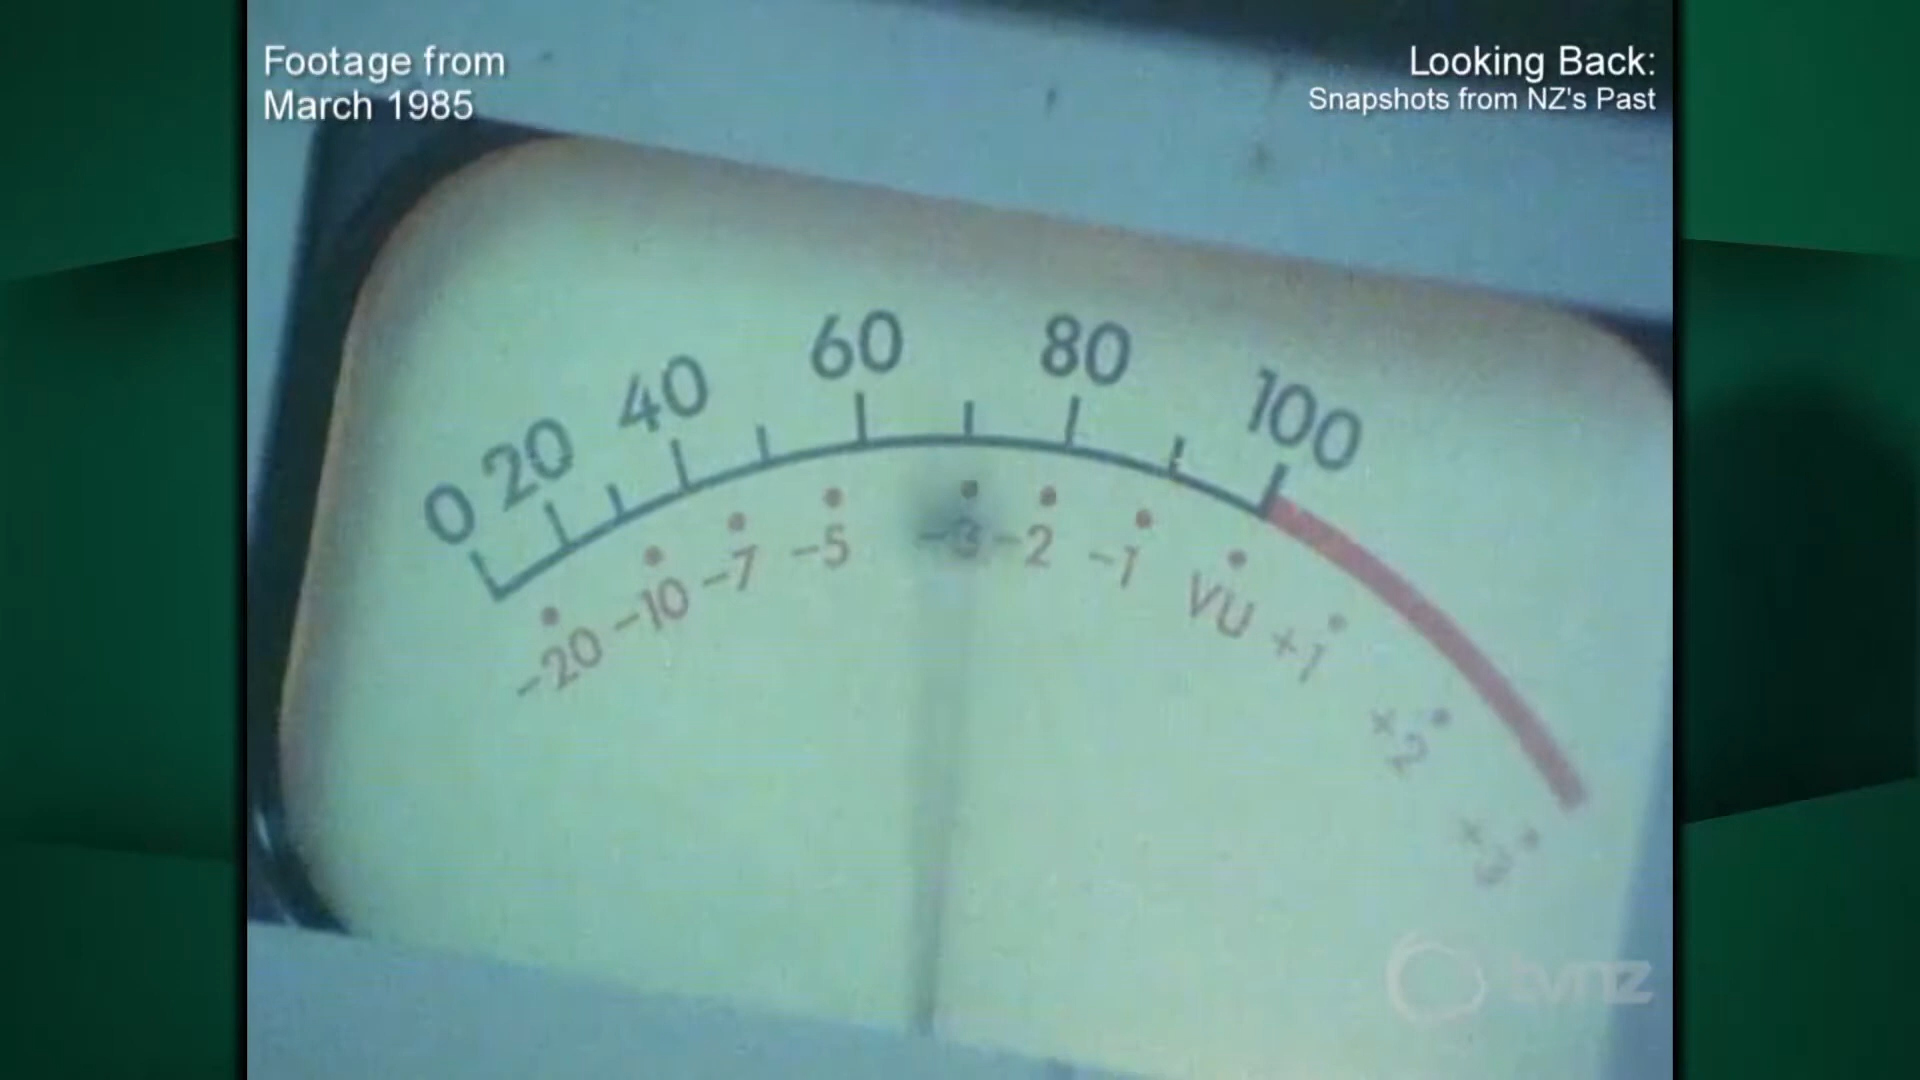 Footage from
March 1985
Looking Back:
Snapshots from NZ's Past
0 20 40 60 80 100
-20 -10 -7 -5 -3 -2 -1 VU +1 +2 +3
tvnz